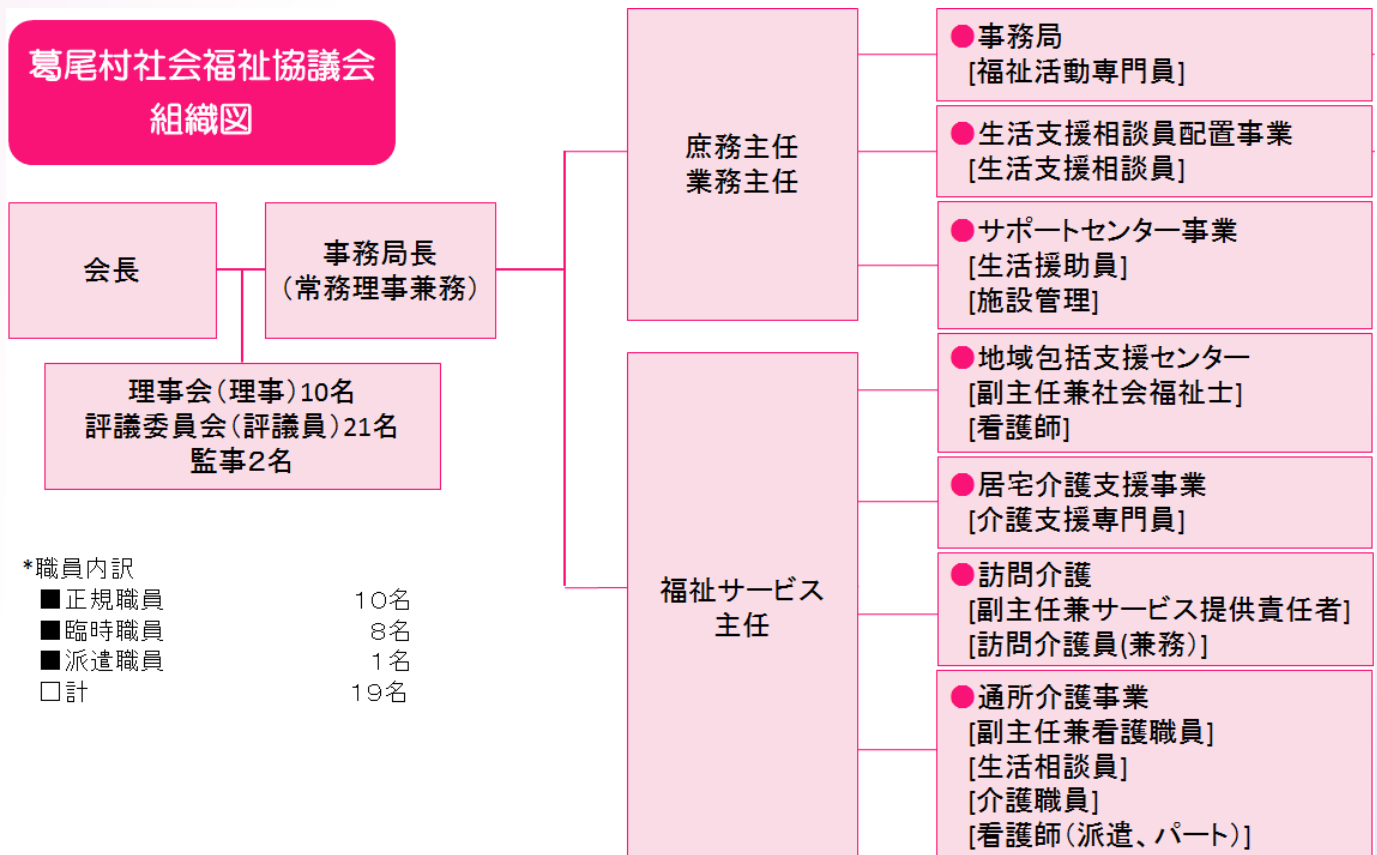 葛尾村社会福祉協議会
組織図
会長
事務局長
（常務理事兼務）
理事会（理事）10名
評議委員会（評議員）21名
監事２名
*職員内訳
■正規職員 １０名
■臨時職員 ８名
■派遣職員 １名
□計 １９名
庶務主任
業務主任
福祉サービス
主任
●事務局
[福祉活動専門員]
●生活支援相談員配置事業
[生活支援相談員]
●サポートセンター事業
[生活援助員]
[施設管理]
●地域包括支援センター
[副主任兼社会福祉士]
[看護師]
●居宅介護支援事業
[介護支援専門員]
●訪問介護
[副主任兼サービス提供責任者]
[訪問介護員(兼務）]
●通所介護事業
[副主任兼看護職員]
[生活相談員]
[介護職員]
[看護師（派遣、パート）]